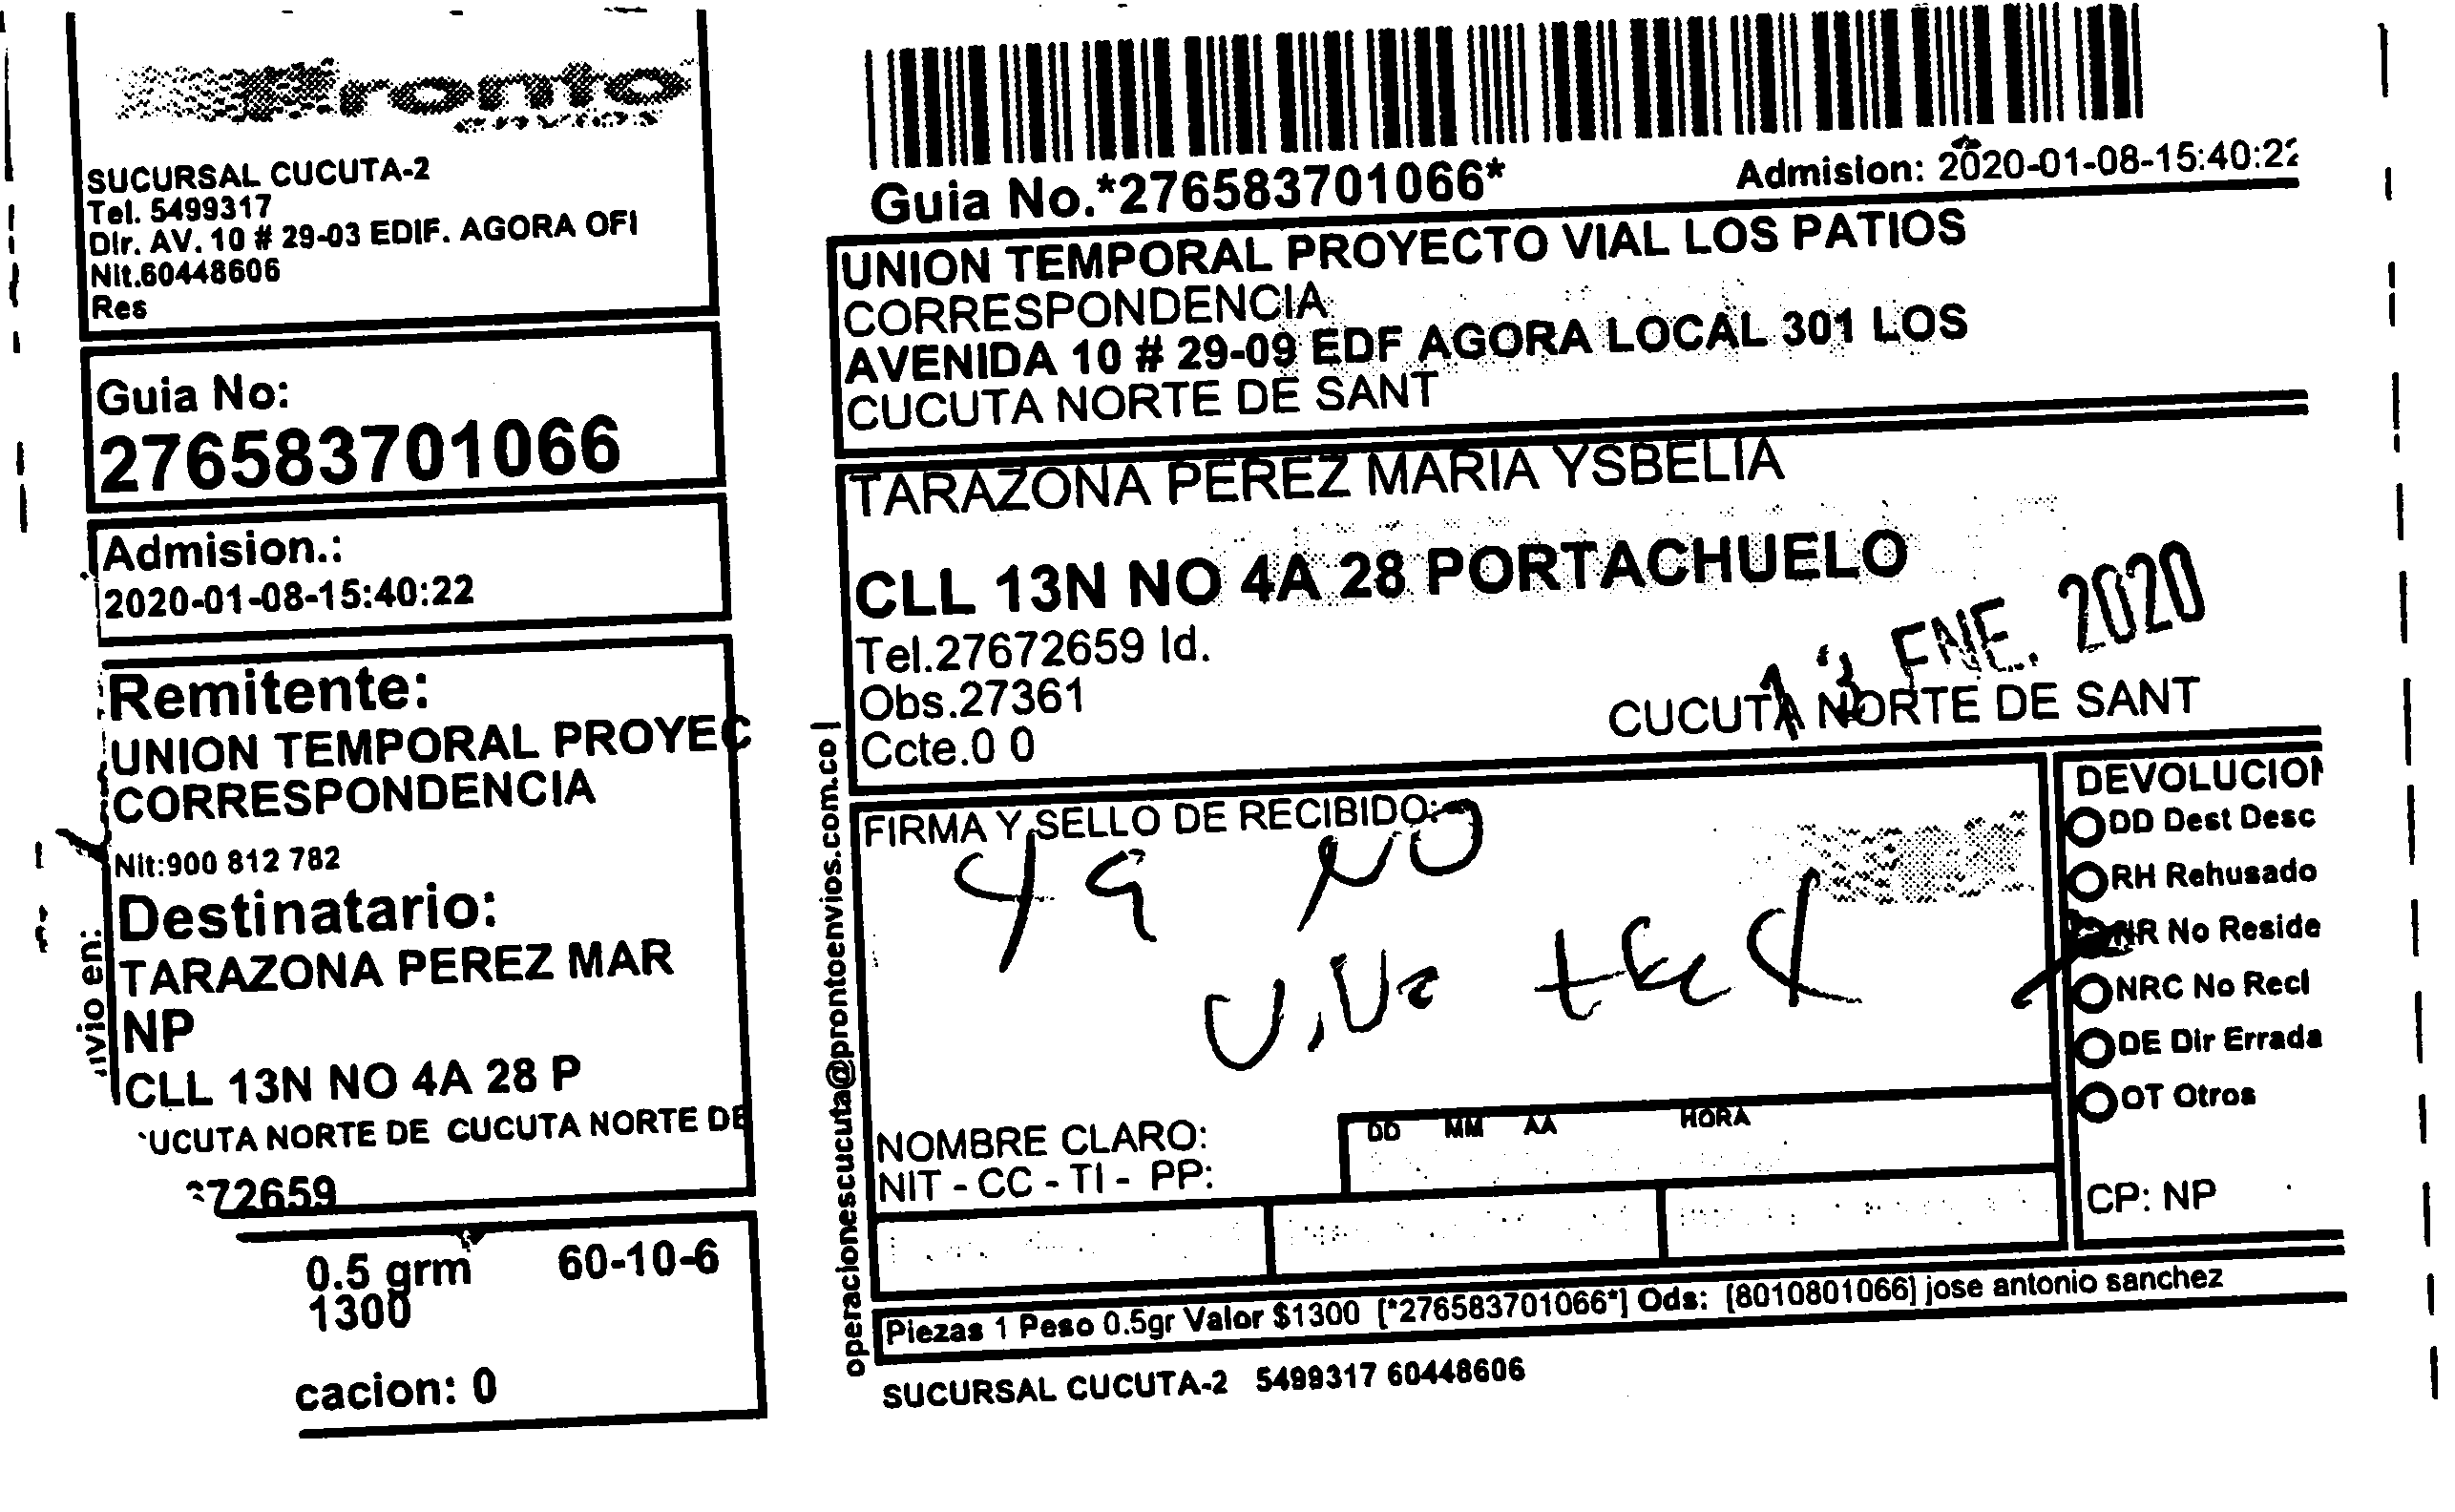 Pronto
envios
SUCURSAL CUCUTA-2
Tel. 5499317
Dir. AV. 10 # 29-03 EDIF. AGORA OFI
Nit.60448606
Res
Guia No:
276583701066
Admision.:
2020-01-08-15:40:22
Remitente:
UNION TEMPORAL PROYEC
CORRESPONDENCIA
Nit:900 812 782
Destinatario:
TARAZONA PEREZ MAR
NP
CLL 13N NO 4A 28 P
UCUTA NORTE DE CUCUTA NORTE DE
72659
0.5 grm 60-10-6
1300
cacion: 0
vio en:
operacionescucuta@prontoenvios.com.co |
Guia No.*276583701066*
Admision: 2020-01-08-15:40:22
UNION TEMPORAL PROYECTO VIAL LOS PATIOS
CORRESPONDENCIA
AVENIDA 10 # 29-09 EDF AGORA LOCAL 301 LOS
CUCUTA NORTE DE SANT
TARAZONA PEREZ MARIA YSBELIA
CLL 13N NO 4A 28 PORTACHUELO
Tel.27672659 Id.
Obs.27361
Ccte.0 0
13 ENE. 2020
CUCUTA NORTE DE SANT
FIRMA Y SELLO DE RECIBIDO:
Ya no
vive
NOMBRE CLARO:
NIT - CC - TI - PP:
DD MM AA HORA
DEVOLUCION
DD Dest Desc
RH Rehusado
NR No Reside
NRC No Recl
DE Dir Errada
OT Otros
CP: NP
Piezas 1 Peso 0.5gr Valor $1300 [*276583701066*] Ods: [8010801066] jose antonio sanchez
SUCURSAL CUCUTA-2 5499317 60448606